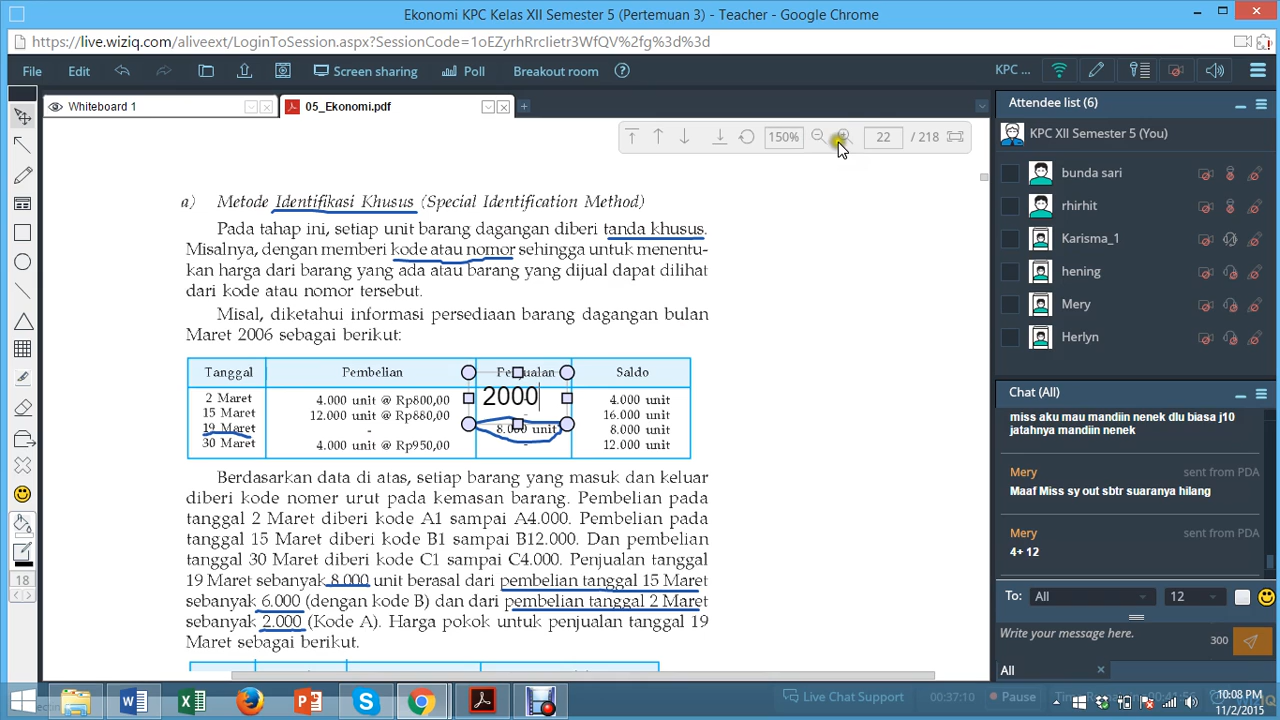 Ekonomi KPC Kelas XII Semester 5 (Pertemuan 3) - Teacher - Google Chrome
https://live.wiziq.com/aliveext/LoginToSession.aspx?SessionCode=1oEZyrhRrcIietr3WfQV%2fg%3d%3d
File Edit Screen sharing Poll Breakout room ? KPC ...
Whiteboard 1 05_Ekonomi.pdf
Attendee list (6)
150% 22 / 218
KPC XII Semester 5 (You)
bunda sari
rhirhit
Karisma_1
hening
Mery
Herlyn
a) Metode Identifikasi Khusus (Special Identification Method)
Pada tahap ini, setiap unit barang dagangan diberi tanda khusus.
Misalnya, dengan memberi kode atau nomor sehingga untuk menentu-
kan harga dari barang yang ada atau barang yang dijual dapat dilihat
dari kode atau nomor tersebut.
Misal, diketahui informasi persediaan barang dagangan bulan
Maret 2006 sebagai berikut:
Tanggal Pembelian Penjualan Saldo
2 Maret 4.000 unit @ Rp800,00 2000 4.000 unit
15 Maret 12.000 unit @ Rp880,00 - 16.000 unit
19 Maret - 8.000 unit 8.000 unit
30 Maret 4.000 unit @ Rp950,00 - 12.000 unit
Berdasarkan data di atas, setiap barang yang masuk dan keluar
diberi kode nomer urut pada kemasan barang. Pembelian pada
tanggal 2 Maret diberi kode A1 sampai A4.000. Pembelian pada
tanggal 15 Maret diberi kode B1 sampai B12.000. Dan pembelian
tanggal 30 Maret diberi kode C1 sampai C4.000. Penjualan tanggal
19 Maret sebanyak 8.000 unit berasal dari pembelian tanggal 15 Maret
sebanyak 6.000 (dengan kode B) dan dari pembelian tanggal 2 Maret
sebanyak 2.000 (Kode A). Harga pokok untuk penjualan tanggal 19
Maret sebagai berikut.
18
Chat (All)
miss aku mau mandiin nenek dlu biasa j10
jatahnya mandiin nenek
Mery sent from PDA
Maaf Miss sy out sbtr suaranya hilang
Mery sent from PDA
4+ 12
To: All 12
Write your message here. 300
All
Live Chat Support 00:37:10 Pause
10:08 PM
11/2/2015